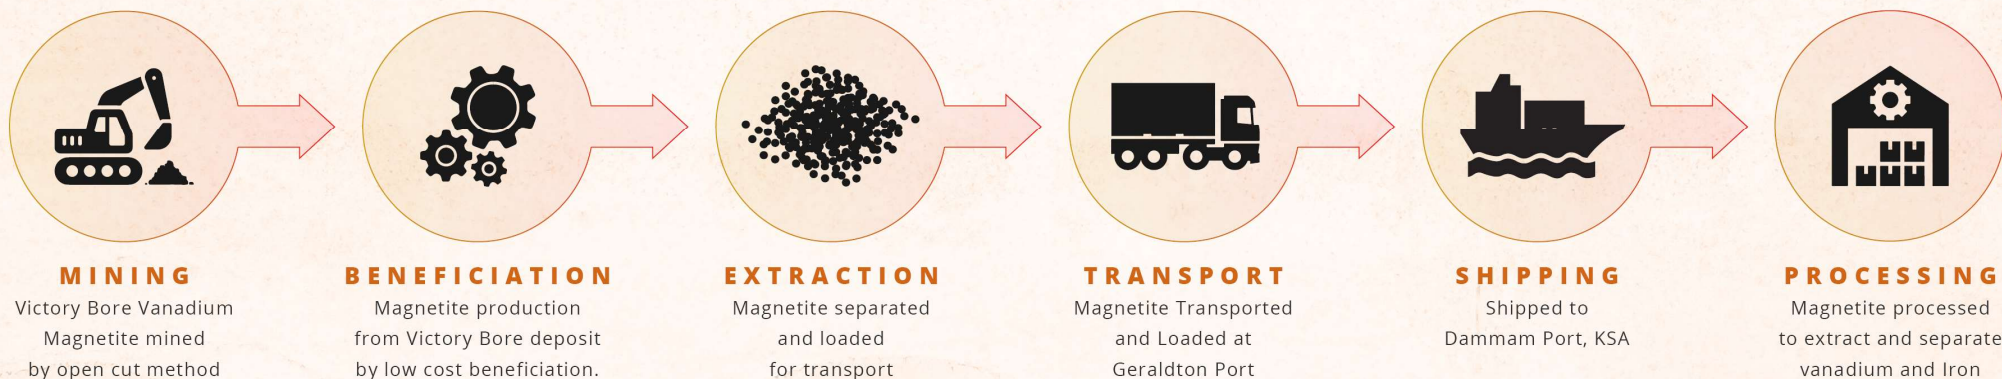 MINING
Victory Bore Vanadium
Magnetite mined
by open cut method
BENEFICIATION
Magnetite production
from Victory Bore deposit
by low cost beneficiation.
EXTRACTION
Magnetite separated
and loaded
for transport
TRANSPORT
Magnetite Transported
and Loaded at
Geraldton Port
SHIPPING
Shipped to
Dammam Port, KSA
PROCESSING
Magnetite processed
to extract and separate
vanadium and Iron